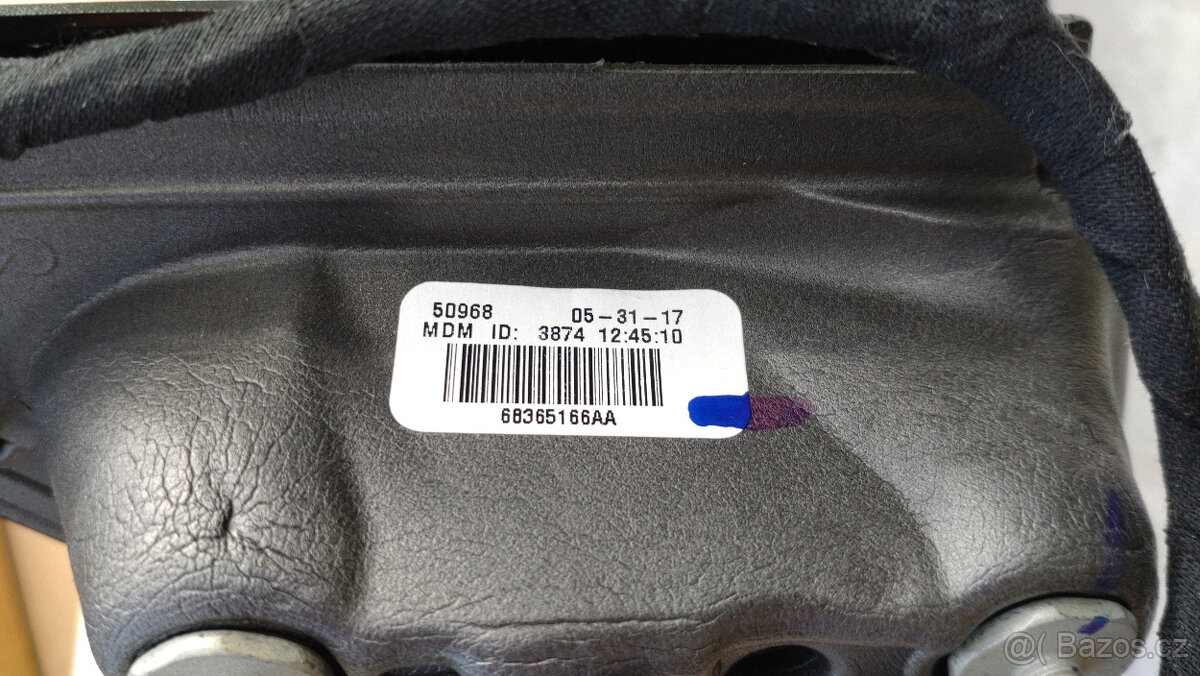 50968 05-31-17
MDM ID: 3874 12:45:10
68365166AA
@( Bazos.cz